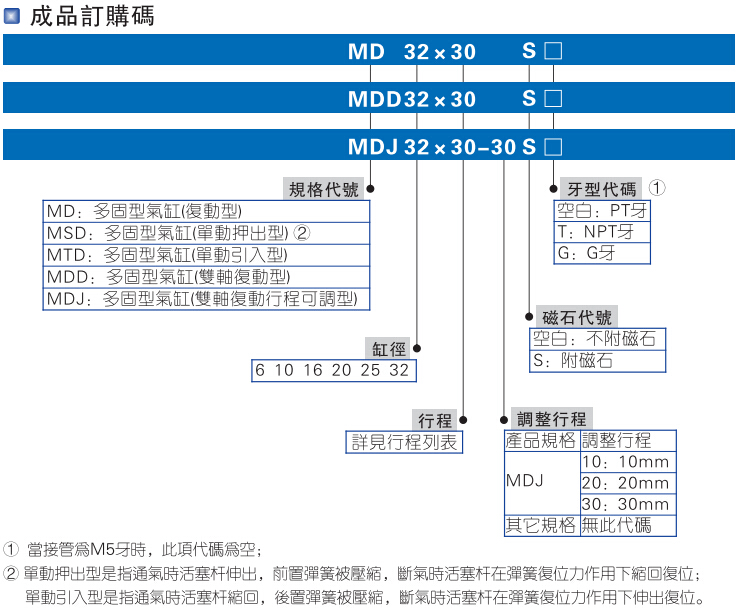 成品訂購碼
MD 32×30 S□
MDD32×30 S□
MDJ32×30-30S□
規格代號
MD：多固型氣缸(復動型)
MSD：多固型氣缸(單動押出型)②
MTD：多固型氣缸(單動引入型)
MDD：多固型氣缸(雙軸復動型)
MDJ：多固型氣缸(雙軸復動行程可調型)
牙型代碼 ①
空白：PT牙
T：NPT牙
G：G牙
磁石代號
空白：不附磁石
S：附磁石
缸徑
6 10 16 20 25 32
行程
詳見行程列表
調整行程
產品規格 調整行程
MDJ
10：10mm
20：20mm
30：30mm
其它規格 無此代碼
① 當接管爲M5牙時，此項代碼爲空；
② 單動押出型是指通氣時活塞杆伸出，前置彈簧被壓縮，斷氣時活塞杆在彈簧復位力作用下縮回復位；
單動引入型是指通氣時活塞杆縮回，後置彈簧被壓縮，斷氣時活塞杆在彈簧復位力作用下伸出復位。